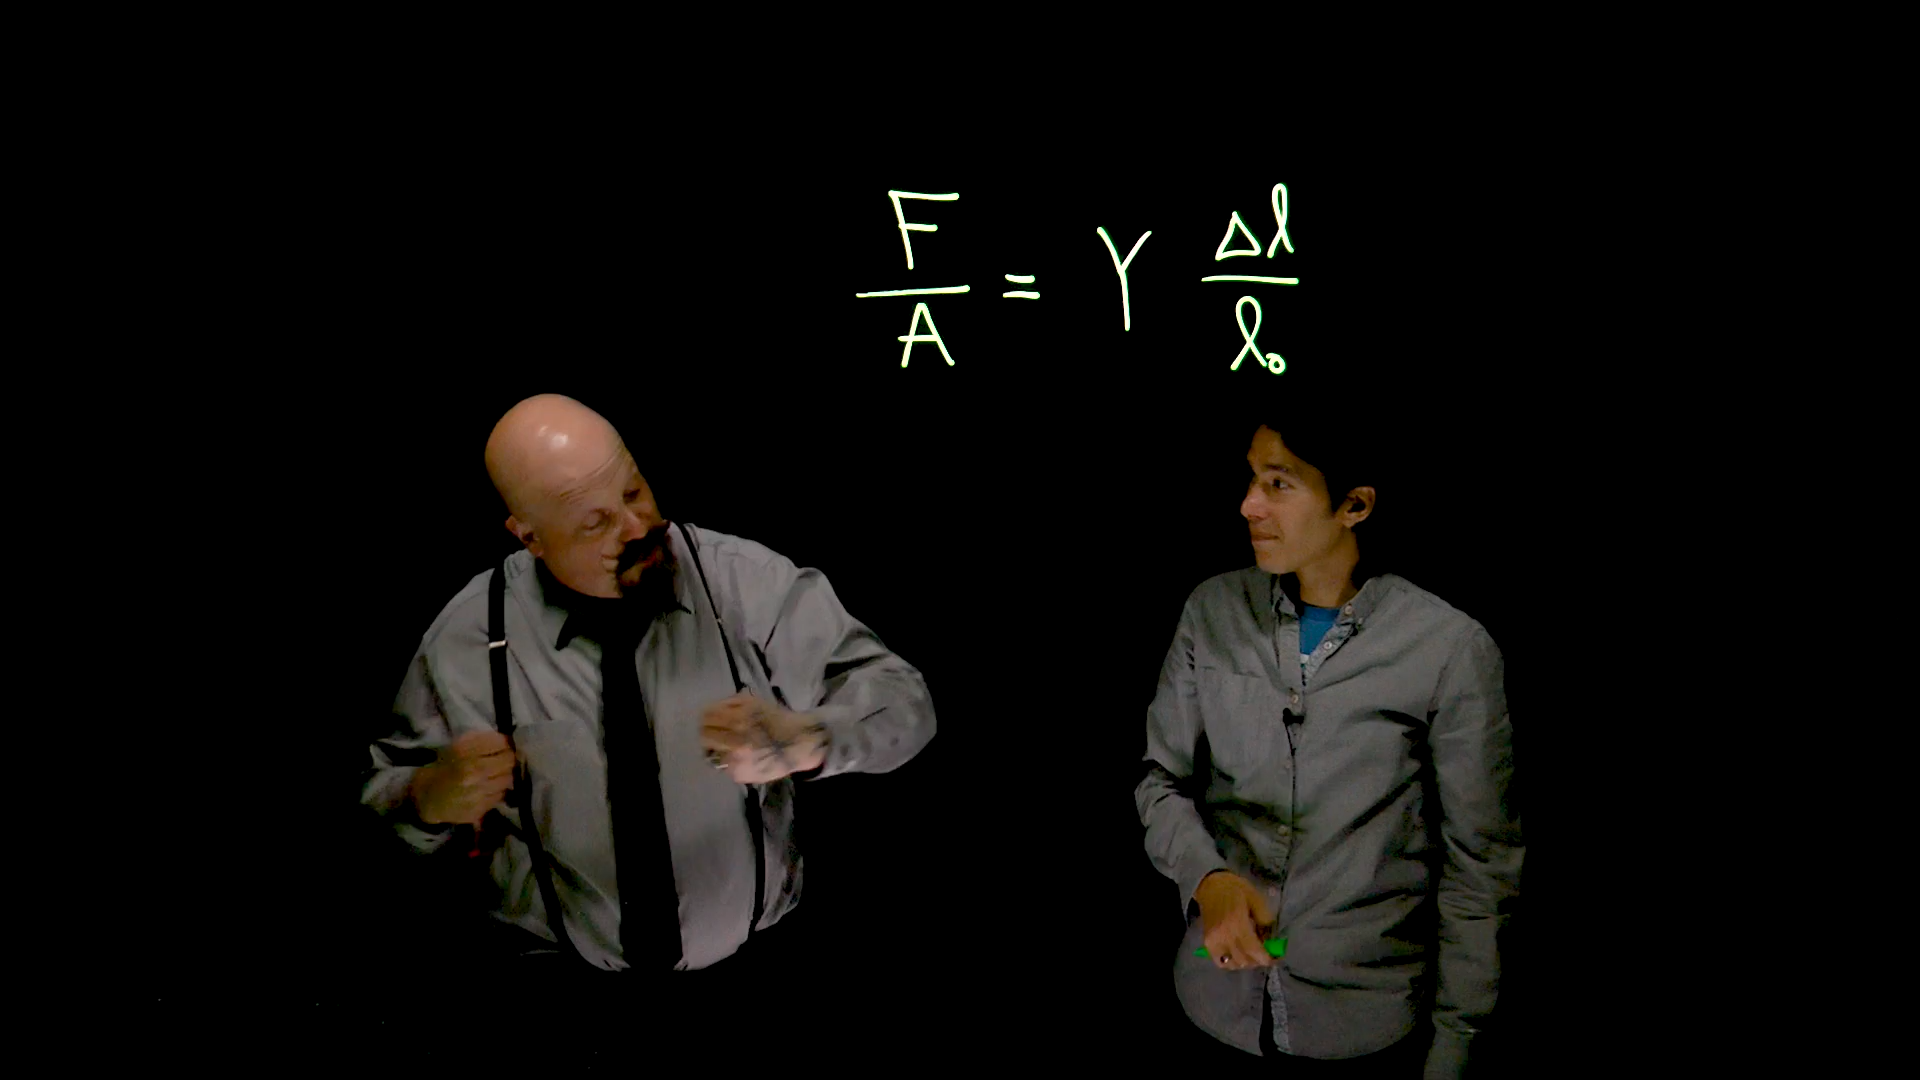 F/A = Y Δl/l₀